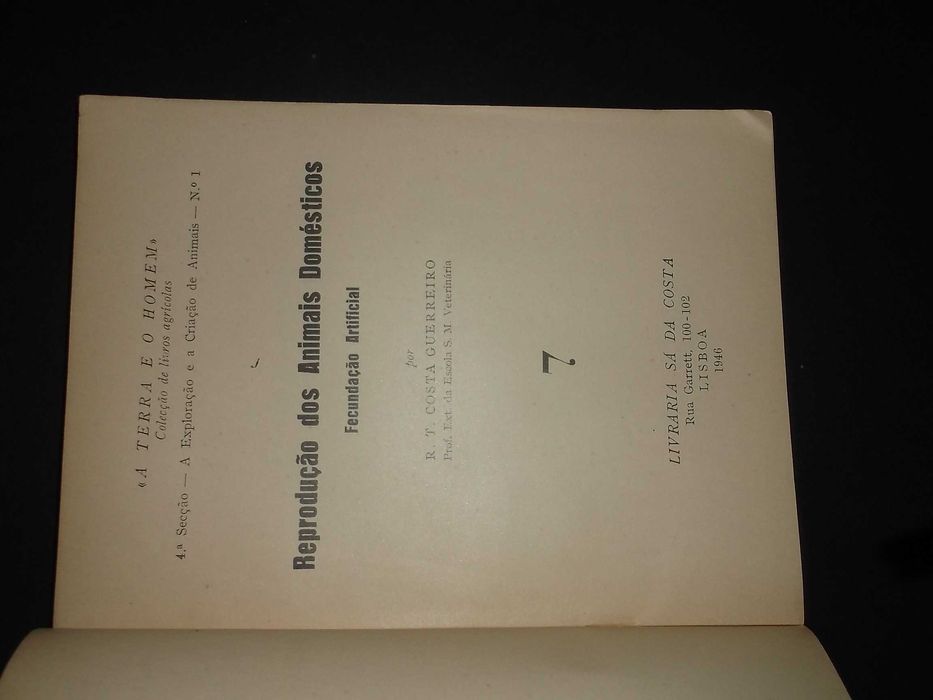 «A TERRA E O HOMEM»
Colecção de livros agrícolas
4.ª Secção — A Exploração e a Criação de Animais — N.º 1
Reprodução dos Animais Domésticos
Fecundação Artificial
por
R. T. COSTA GUERREIRO
Prof. Ext. da Escola S. M. Veterinária
7
LIVRARIA SÁ DA COSTA
Rua Garrett, 100-102
LISBOA
1946